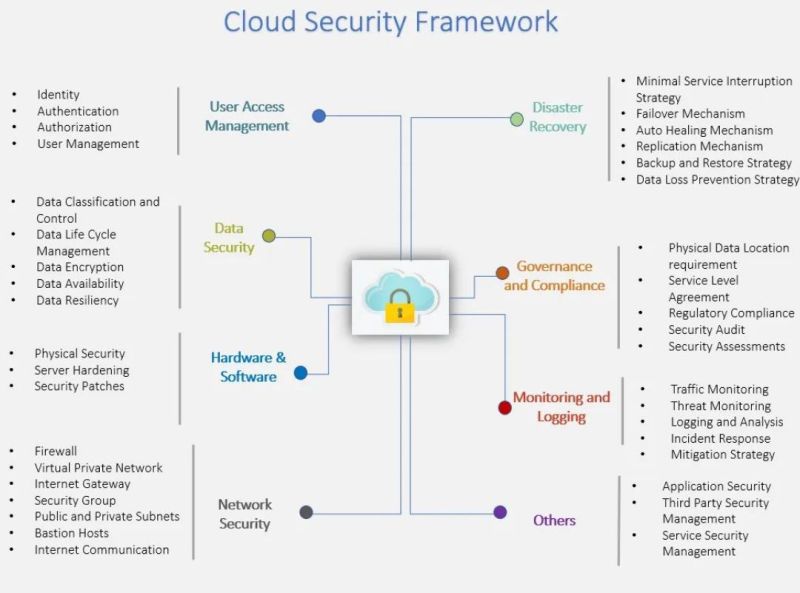 Cloud Security Framework
• Identity
• Authentication
• Authorization
• User Management
User Access
Management
• Data Classification and
Control
• Data Life Cycle
Management
• Data Encryption
• Data Availability
• Data Resiliency
Data
Security
• Physical Security
• Server Hardening
• Security Patches
Hardware &
Software
• Firewall
• Virtual Private Network
• Internet Gateway
• Security Group
• Public and Private Subnets
• Bastion Hosts
• Internet Communication
Network
Security
Disaster
Recovery
• Minimal Service Interruption
Strategy
• Failover Mechanism
• Auto Healing Mechanism
• Replication Mechanism
• Backup and Restore Strategy
• Data Loss Prevention Strategy
Governance
and Compliance
• Physical Data Location
requirement
• Service Level
Agreement
• Regulatory Compliance
• Security Audit
• Security Assessments
Monitoring and
Logging
• Traffic Monitoring
• Threat Monitoring
• Logging and Analysis
• Incident Response
• Mitigation Strategy
Others
• Application Security
• Third Party Security
Management
• Service Security
Management